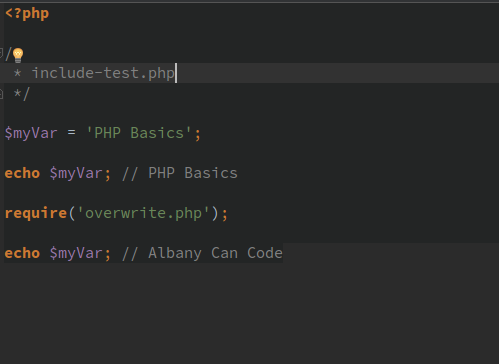 <?php
/
* include-test.php
*/
$myVar = 'PHP Basics';
echo $myVar; // PHP Basics
require('overwrite.php');
echo $myVar; // Albany Can Code